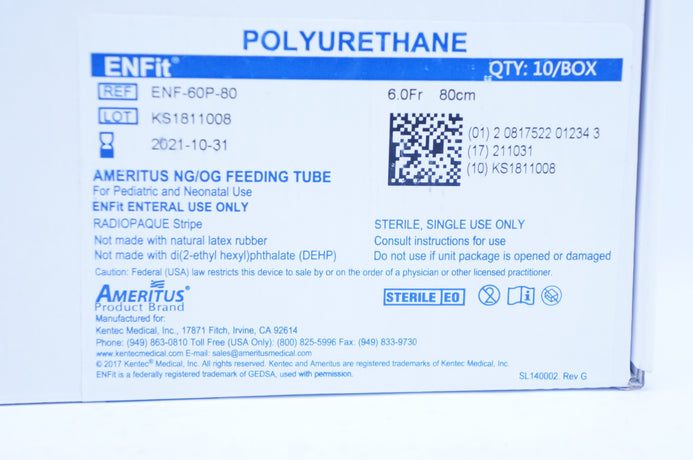 POLYURETHANE
ENFit® QTY: 10/BOX
REF ENF-60P-80 6.0Fr 80cm
LOT KS1811008
2021-10-31
(01) 2 0817522 01234 3
(17) 211031
(10) KS1811008
AMERITUS NG/OG FEEDING TUBE
For Pediatric and Neonatal Use
ENFit ENTERAL USE ONLY
RADIOPAQUE Stripe
Not made with natural latex rubber
Not made with di(2-ethyl hexyl)phthalate (DEHP)
STERILE, SINGLE USE ONLY
Consult instructions for use
Do not use if unit package is opened or damaged
Caution: Federal (USA) law restricts this device to sale by or on the order of a physician or other licensed practitioner.
AMERITUS®
Product Brand
STERILE EO
Manufactured for:
Kentec Medical, Inc., 17871 Fitch, Irvine, CA 92614
Phone: (949) 863-0810 Toll Free (USA Only): (800) 825-5996 Fax: (949) 833-9730
www.kentecmedical.com E-mail: sales@ameritusmedical.com
© 2017 Kentec® Medical, Inc. All rights reserved. Kentec and Ameritus are registered trademarks of Kentec Medical, Inc.
ENFit is a federally registered trademark of GEDSA, used with permission.
SL140002 Rev G